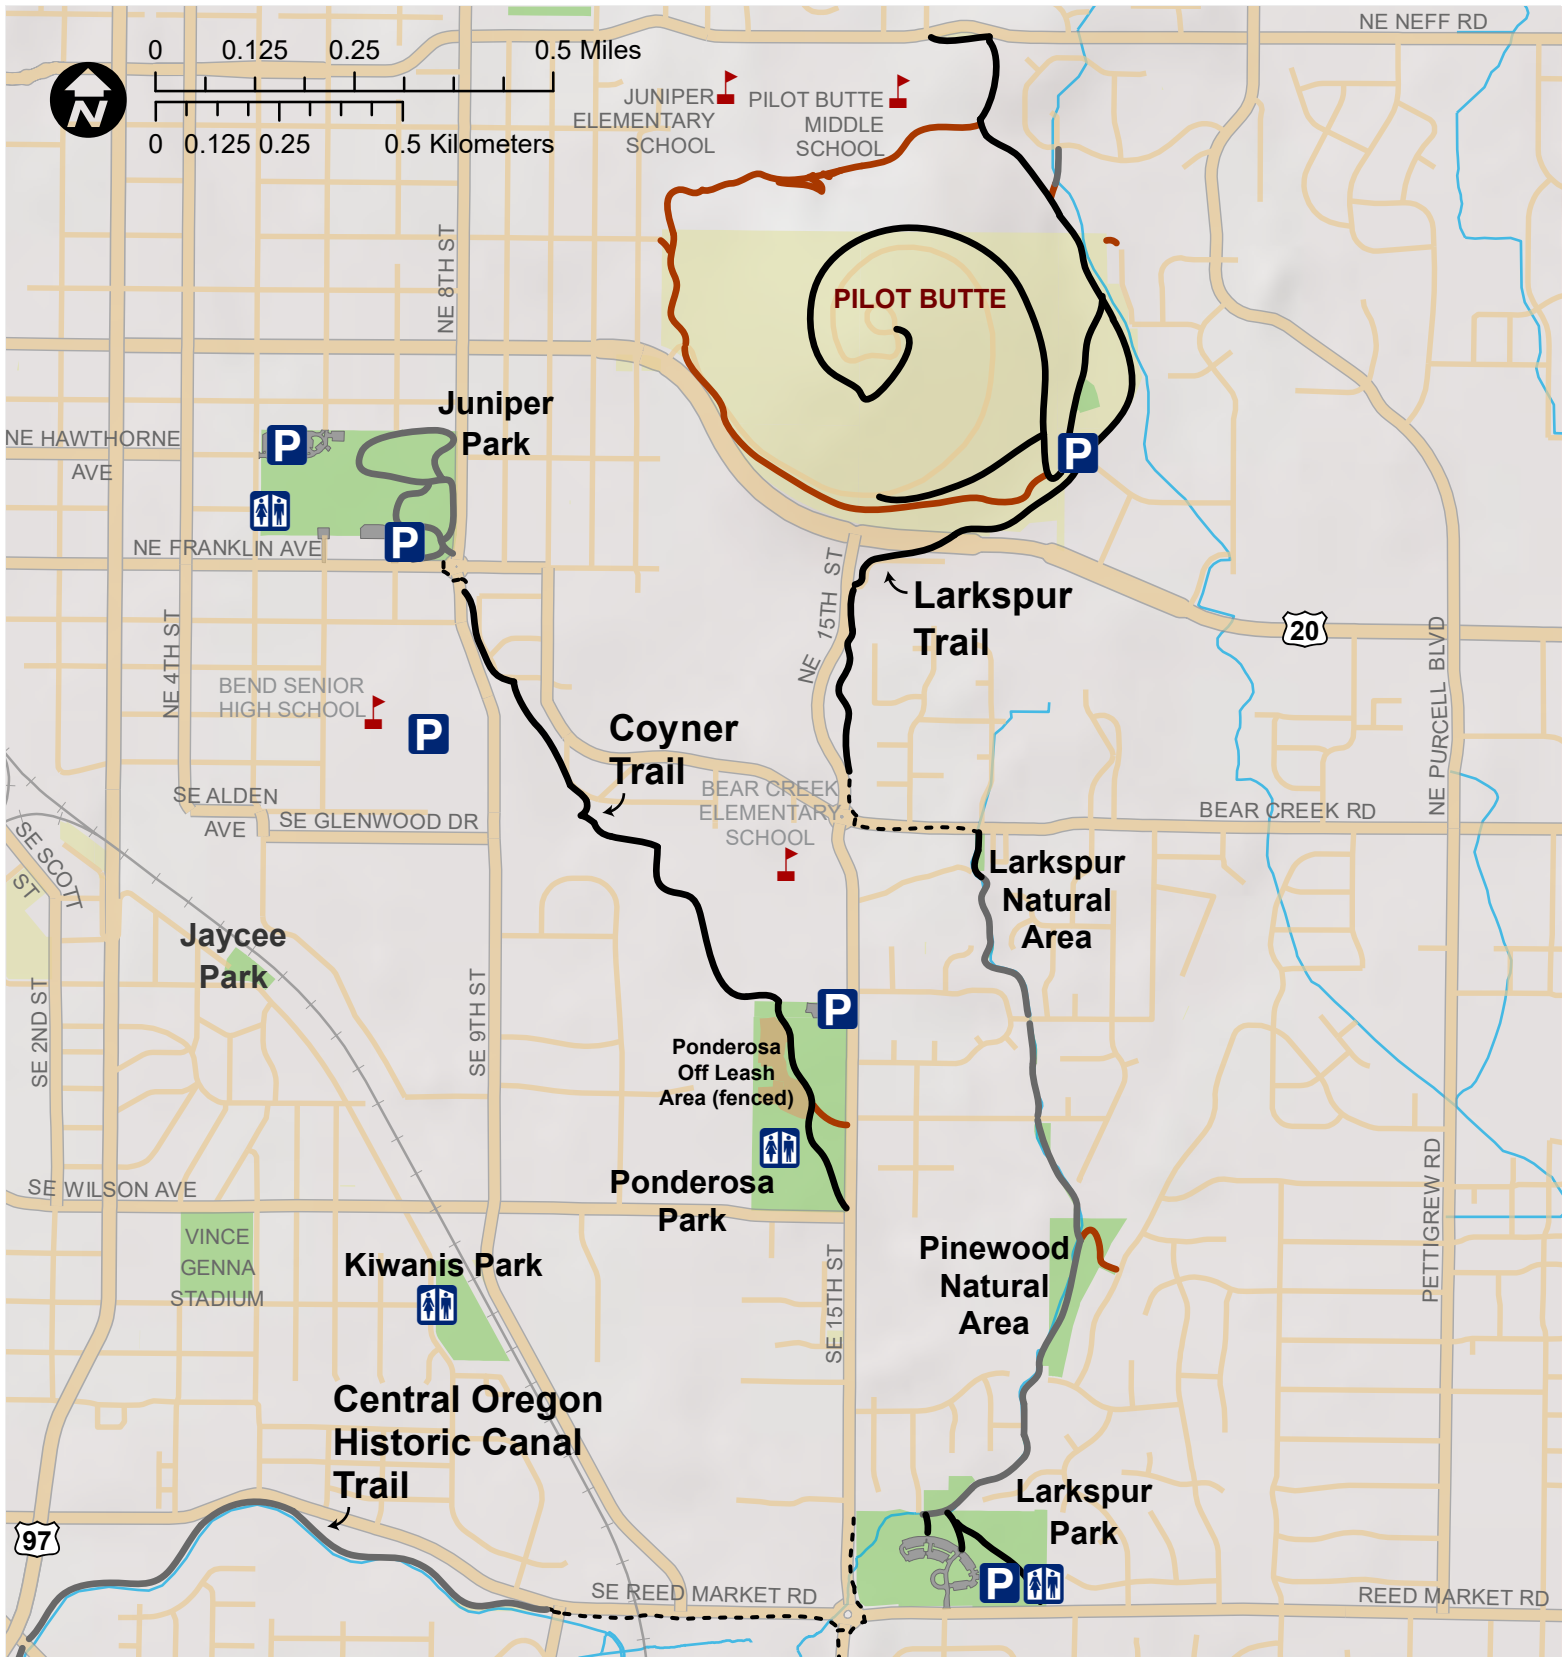 NE NEFF RD
0 0.125 0.25 0.5 Miles
N
0 0.125 0.25 0.5 Kilometers
JUNIPER
ELEMENTARY
SCHOOL
PILOT BUTTE
MIDDLE
SCHOOL
NE 8TH ST
PILOT BUTTE
Juniper
Park
P
NE HAWTHORNE
AVE
P
P
NE FRANKLIN AVE
NE 15TH ST
Larkspur
Trail
20
NE 4TH ST
BEND SENIOR
HIGH SCHOOL
P
NE PURCELL BLVD
Coyner
Trail
BEAR CREEK
ELEMENTARY
SCHOOL
SE ALDEN
AVE
SE GLENWOOD DR
BEAR CREEK RD
SE SCOTT
ST
Larkspur
Natural
Area
Jaycee
Park
SE 2ND ST
SE 9TH ST
P
Ponderosa
Off Leash
Area (fenced)
SE WILSON AVE
Ponderosa
Park
PETTIGREW RD
VINCE
GENNA
STADIUM
Kiwanis Park
SE 15TH ST
Pinewood
Natural
Area
Central Oregon
Historic Canal
Trail
97
Larkspur
Park
P
SE REED MARKET RD
REED MARKET RD